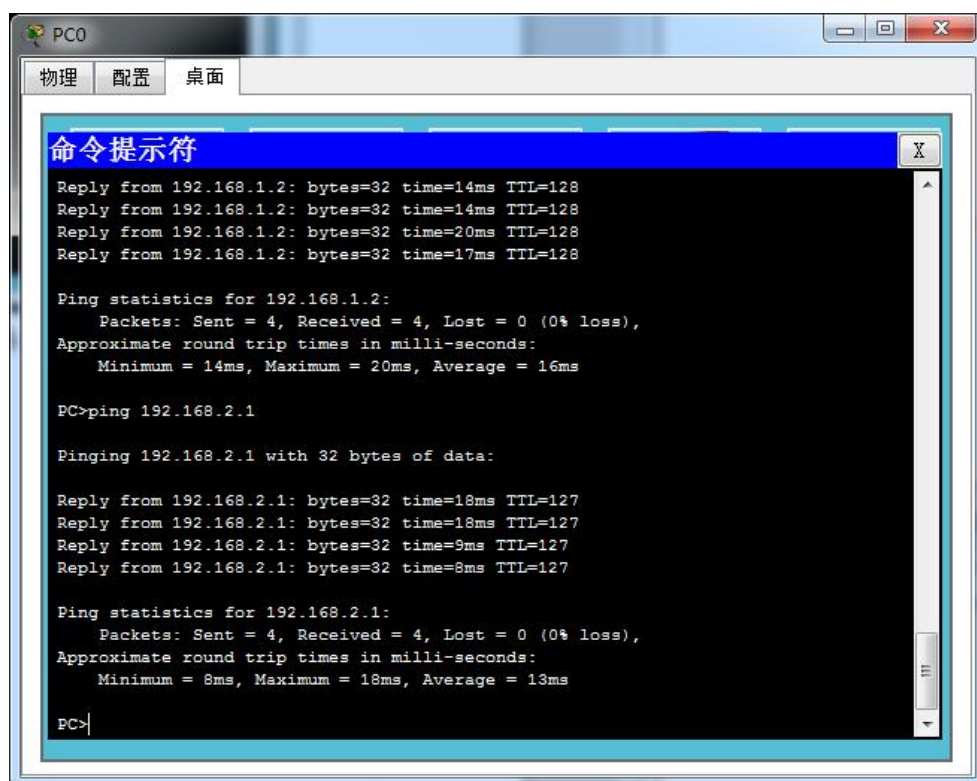 PC0
物理 配置 桌面
命令提示符 X
Reply from 192.168.1.2: bytes=32 time=14ms TTL=128
Reply from 192.168.1.2: bytes=32 time=14ms TTL=128
Reply from 192.168.1.2: bytes=32 time=20ms TTL=128
Reply from 192.168.1.2: bytes=32 time=17ms TTL=128
Ping statistics for 192.168.1.2:
Packets: Sent = 4, Received = 4, Lost = 0 (0% loss),
Approximate round trip times in milli-seconds:
Minimum = 14ms, Maximum = 20ms, Average = 16ms
PC>ping 192.168.2.1
Pinging 192.168.2.1 with 32 bytes of data:
Reply from 192.168.2.1: bytes=32 time=18ms TTL=127
Reply from 192.168.2.1: bytes=32 time=18ms TTL=127
Reply from 192.168.2.1: bytes=32 time=9ms TTL=127
Reply from 192.168.2.1: bytes=32 time=8ms TTL=127
Ping statistics for 192.168.2.1:
Packets: Sent = 4, Received = 4, Lost = 0 (0% loss),
Approximate round trip times in milli-seconds:
Minimum = 8ms, Maximum = 18ms, Average = 13ms
PC>